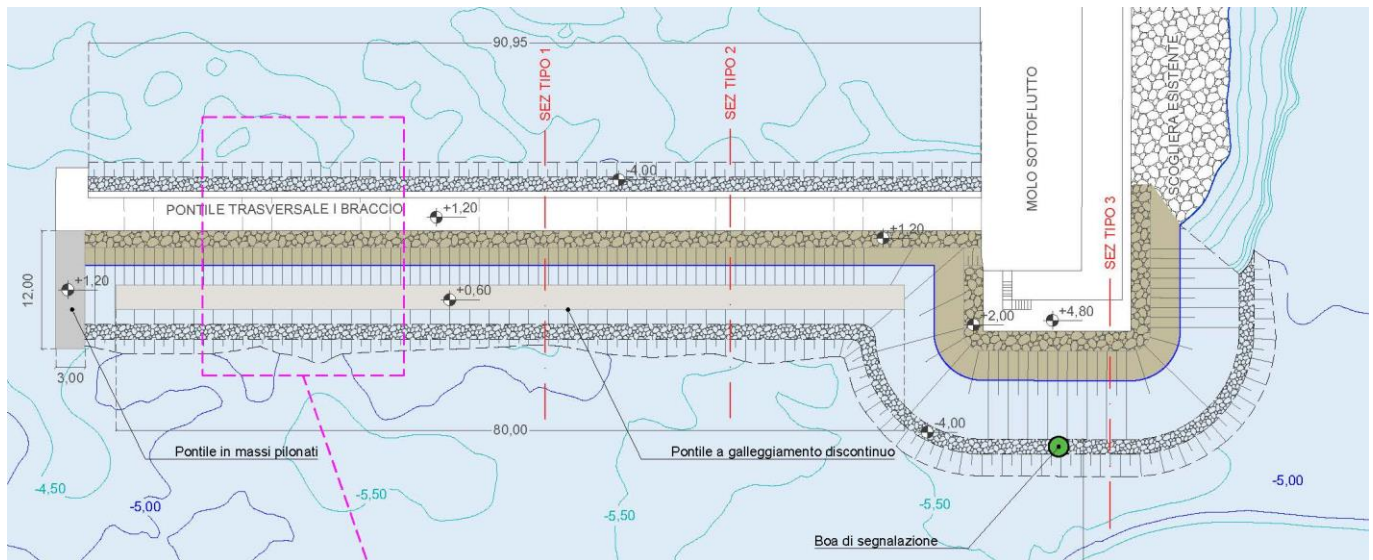 90,95
SEZ TIPO 1
SEZ TIPO 2
MOLO SOTTOFLUTTO
SCOGLIERA ESISTENTE
-4,00
PONTILE TRASVERSALE I BRACCIO
+1,20
+1,20
SEZ TIPO 3
12,00
+1,20
+0,60
+2,00
+4,80
3,00
80,00
-4,00
Pontile in massi pilonati
Pontile a galleggiamento discontinuo
-4,50
-5,00
-5,50
-5,50
-5,50
-5,00
Boa di segnalazione